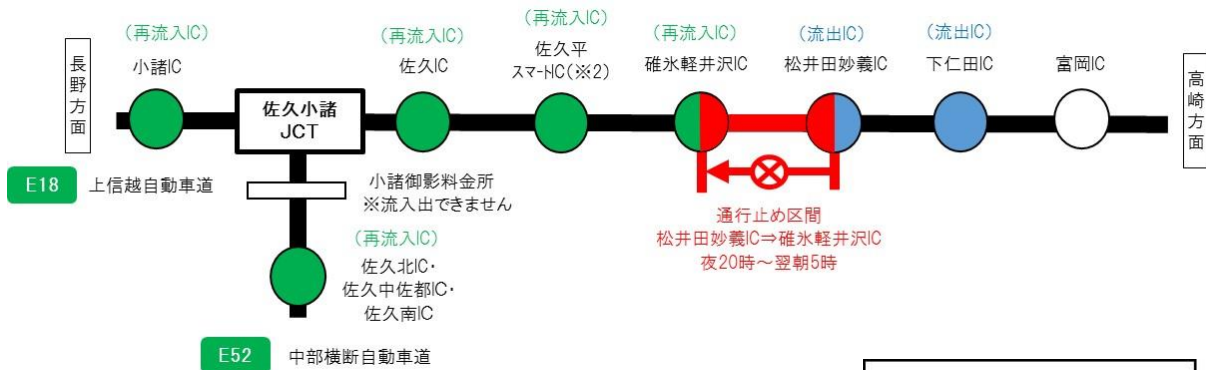 (再流入IC)
小諸IC
(再流入IC)
佐久IC
(再流入IC)
佐久平
スマートIC(※2)
(再流入IC)
碓氷軽井沢IC
(流出IC)
松井田妙義IC
(流出IC)
下仁田IC
富岡IC
長野方面
高崎方面
佐久小諸
JCT
E18 上信越自動車道
小諸御影料金所
※流入出できません
(再流入IC)
佐久北IC・
佐久中佐都IC・
佐久南IC
通行止め区間
松井田妙義IC⇒碓氷軽井沢IC
夜20時～翌朝5時
E52 中部横断自動車道